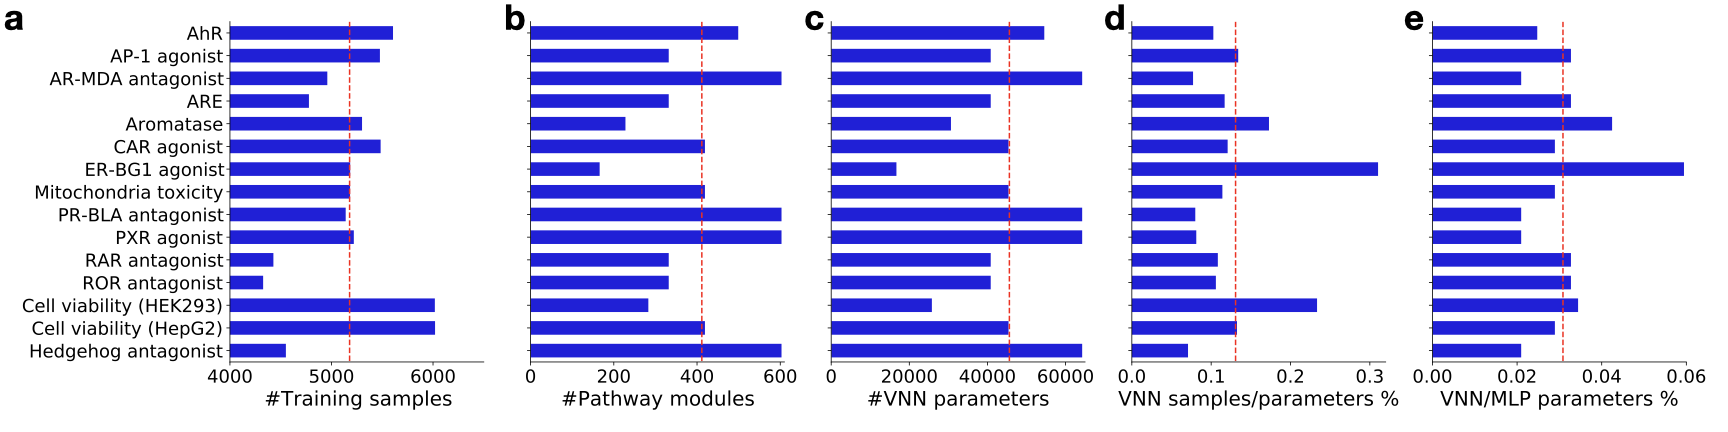 a b c d e
AhR
AP-1 agonist
AR-MDA antagonist
ARE
Aromatase
CAR agonist
ER-BG1 agonist
Mitochondria toxicity
PR-BLA antagonist
PXR agonist
RAR antagonist
ROR antagonist
Cell viability (HEK293)
Cell viability (HepG2)
Hedgehog antagonist
4000 5000 6000 0 200 400 600 0 20000 40000 60000 0.0 0.1 0.2 0.3 0.00 0.02 0.04 0.06
#Training samples #Pathway modules #VNN parameters VNN samples/parameters % VNN/MLP parameters %